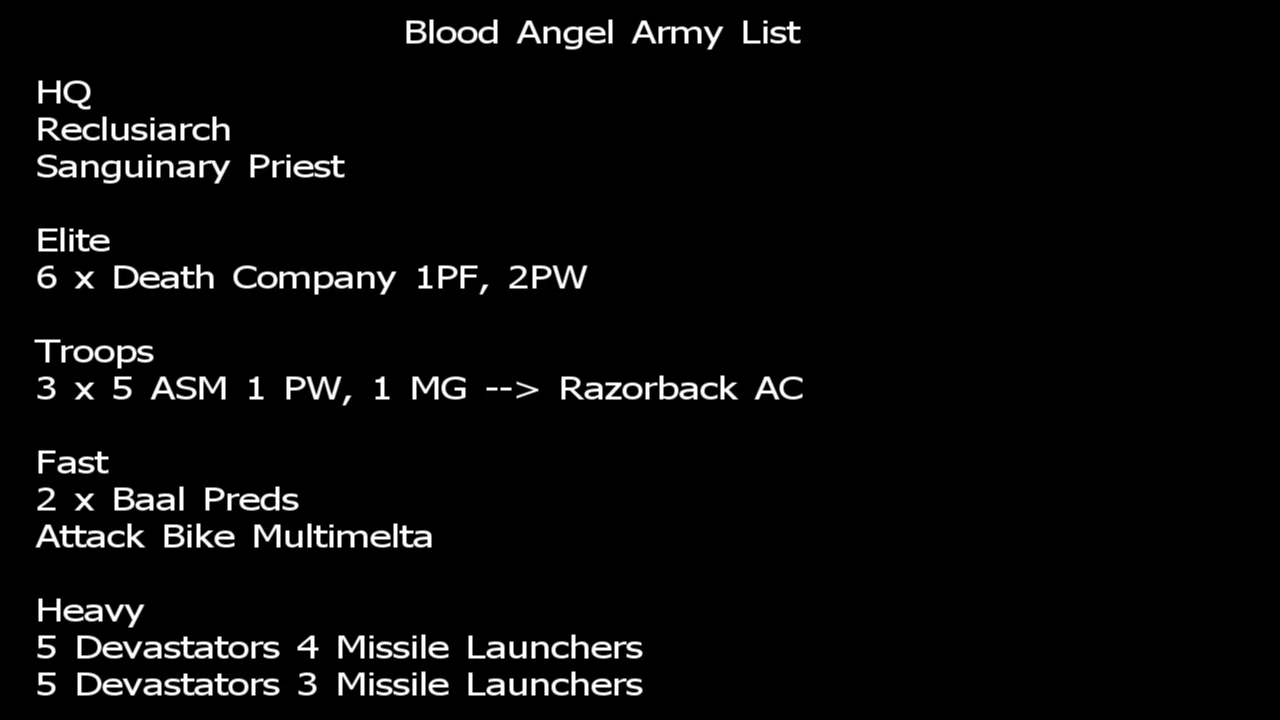 Blood Angel Army List
HQ
Reclusiarch
Sanguinary Priest
Elite
6 x Death Company 1PF, 2PW
Troops
3 x 5 ASM 1 PW, 1 MG --> Razorback AC
Fast
2 x Baal Preds
Attack Bike Multimelta
Heavy
5 Devastators 4 Missile Launchers
5 Devastators 3 Missile Launchers